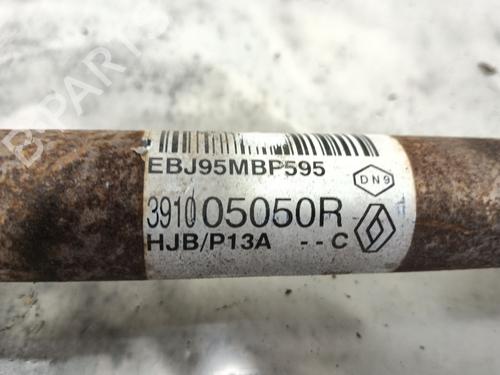 B PARTS
EBJ95MBP595
DN9
391005050R
HJB/P13A --C